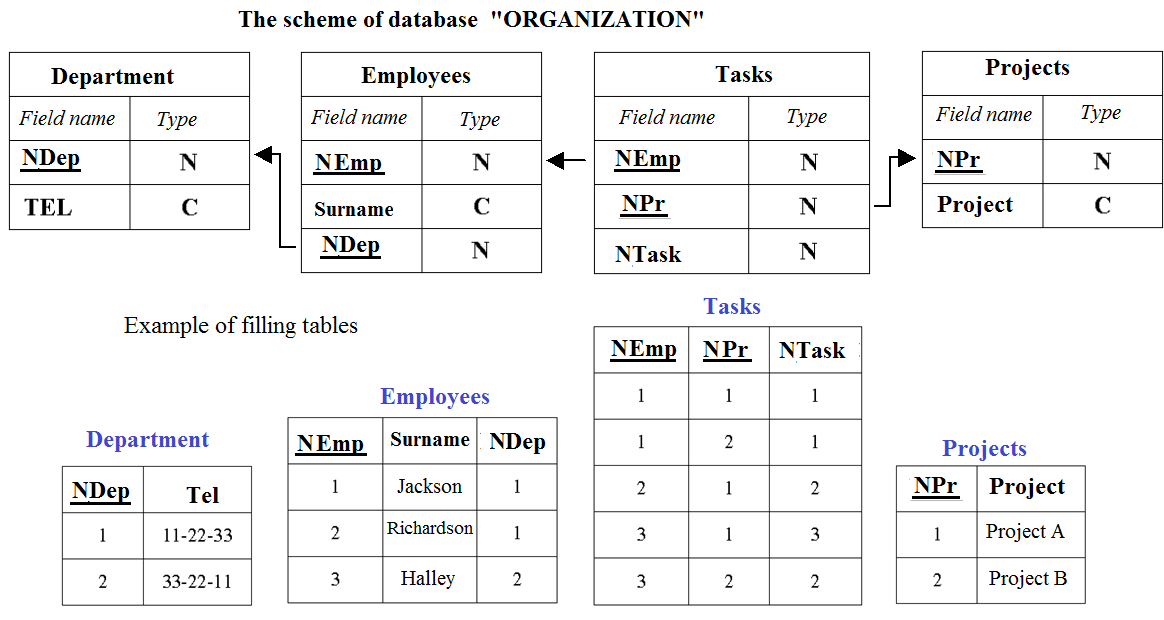 The scheme of database "ORGANIZATION"
Department
Field name Type
NDep N
TEL C
Employees
Field name Type
NEmp N
Surname C
NDep N
Tasks
Field name Type
NEmp N
NPr N
NTask N
Projects
Field name Type
NPr N
Project C
Example of filling tables
Department
NDep Tel
1 11-22-33
2 33-22-11
Employees
NEmp Surname NDep
1 Jackson 1
2 Richardson 1
3 Halley 2
Tasks
NEmp NPr NTask
1 1 1
1 2 1
2 1 2
3 1 3
3 2 2
Projects
NPr Project
1 Project A
2 Project B